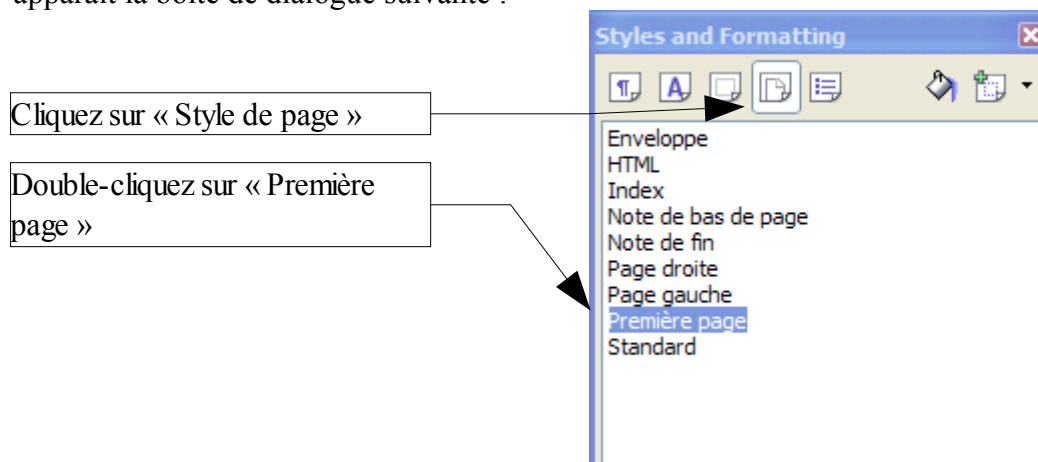 apparaît la boîte de dialogue suivante :
Styles and Formatting
Cliquez sur « Style de page »
Double-cliquez sur « Première
page »
Enveloppe
HTML
Index
Note de bas de page
Note de fin
Page droite
Page gauche
Première page
Standard